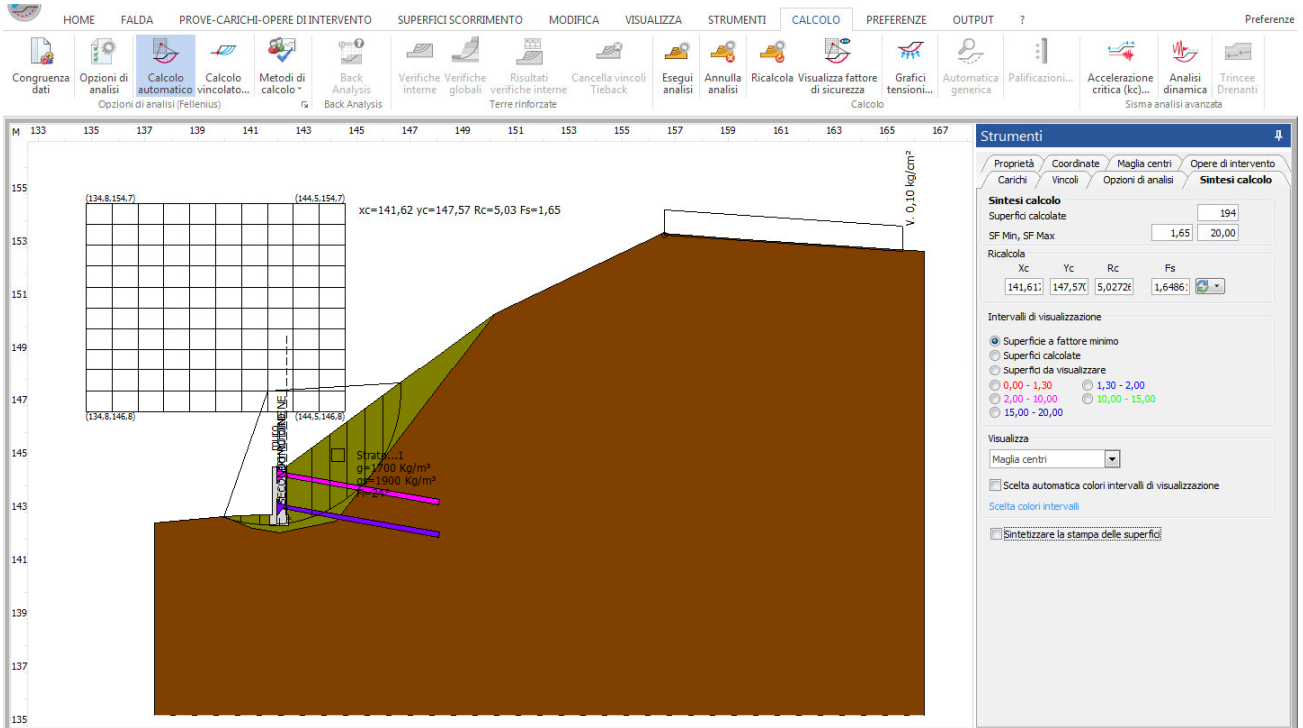 HOME FALDA PROVE-CARICHI-OPERE DI INTERVENTO SUPERFICI SCORRIMENTO MODIFICA VISUALIZZA STRUMENTI CALCOLO PREFERENZE OUTPUT ? Preferenze
Congruenza dati
Opzioni di analisi
Calcolo automatico
Calcolo vincolato...
Metodi di calcolo
Back Analysis
Verifiche interne
Verifiche globali
Risultati verifiche interne
Cancella vincoli Tieback
Esegui analisi
Annulla analisi
Ricalcola
Visualizza fattore di sicurezza
Grafici tensioni...
Automatica generica
Palificazioni...
Accelerazione critica (kc)...
Analisi dinamica
Trincee Drenanti
Opzioni di analisi (Fellenius) Back Analysis Terre rinforzate Calcolo Sisma analisi avanzata
M 133 135 137 139 141 143 145 147 149 151 153 155 157 159 161 163 165 167
155
153
151
149
147
145
143
141
139
137
135
(134,8,154,7) (144,5,154,7)
xc=141,62 yc=147,57 Rc=5,03 Fs=1,65
V. 0,10 kg/cm²
(134,8,146,8) (144,5,146,8)
Strato...1
g=1700 Kg/m³
gs=1900 Kg/m³
Strumenti
Proprietà Coordinate Maglia centri Opere di intervento
Carichi Vincoli Opzioni di analisi Sintesi calcolo
Sintesi calcolo
Superfici calcolate 194
SF Min, SF Max 1,65 20,00
Ricalcola
Xc Yc Rc Fs
141,61 147,57( 5,0272 1,6486
Intervalli di visualizzazione
Superficie a fattore minimo
Superfici calcolate
Superfici da visualizzare
0,00 - 1,30 1,30 - 2,00
2,00 - 10,00 10,00 - 15,00
15,00 - 20,00
Visualizza
Maglia centri
Scelta automatica colori intervalli di visualizzazione
Scelta colori intervalli
Sintetizzare la stampa delle superfici